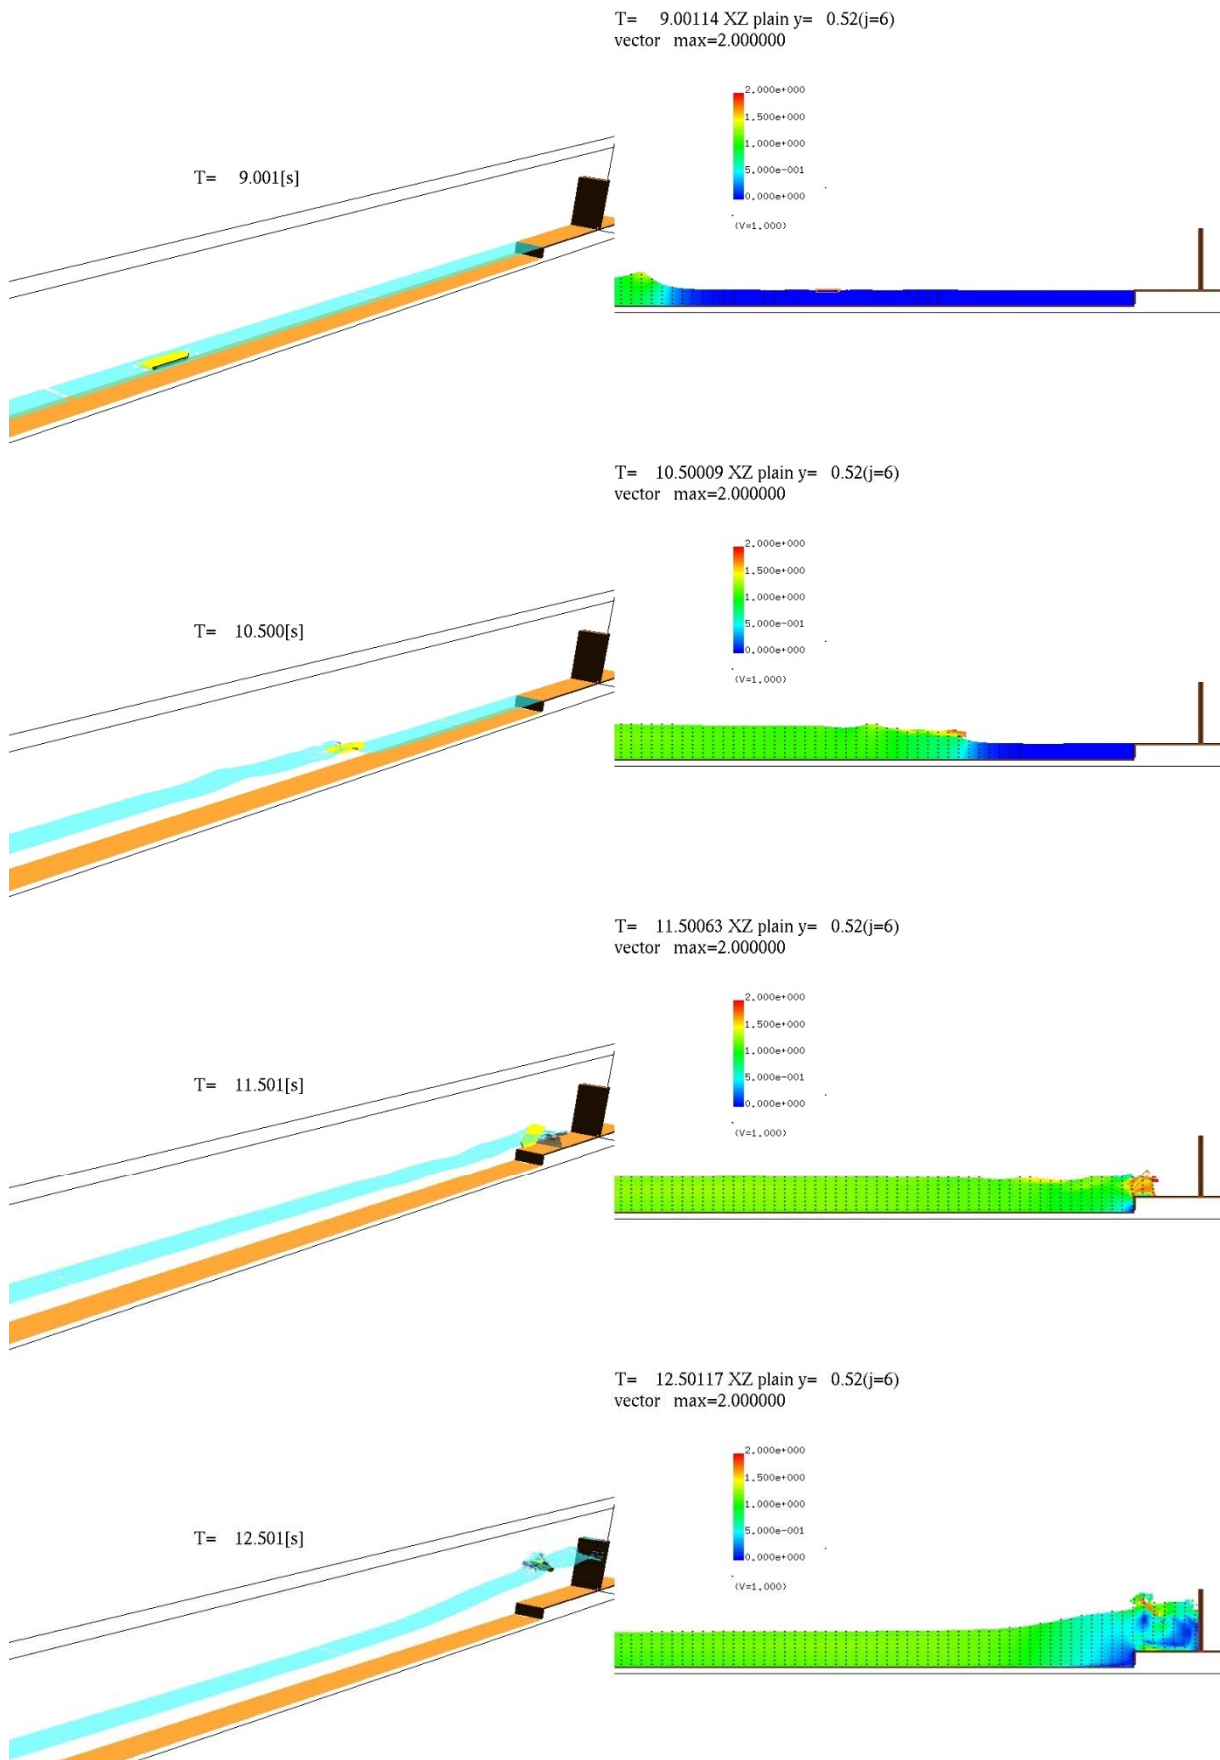 T= 9.00114 XZ plain y= 0.52(j=6)
vector max=2.000000
2.000e+000
1.500e+000
1.000e+000
5.000e-001
0.000e+000
(V=1.000)
T= 9.001[s]
T= 10.50009 XZ plain y= 0.52(j=6)
vector max=2.000000
2.000e+000
1.500e+000
1.000e+000
5.000e-001
0.000e+000
(V=1.000)
T= 10.500[s]
T= 11.50063 XZ plain y= 0.52(j=6)
vector max=2.000000
2.000e+000
1.500e+000
1.000e+000
5.000e-001
0.000e+000
(V=1.000)
T= 11.501[s]
T= 12.50117 XZ plain y= 0.52(j=6)
vector max=2.000000
2.000e+000
1.500e+000
1.000e+000
5.000e-001
0.000e+000
(V=1.000)
T= 12.501[s]